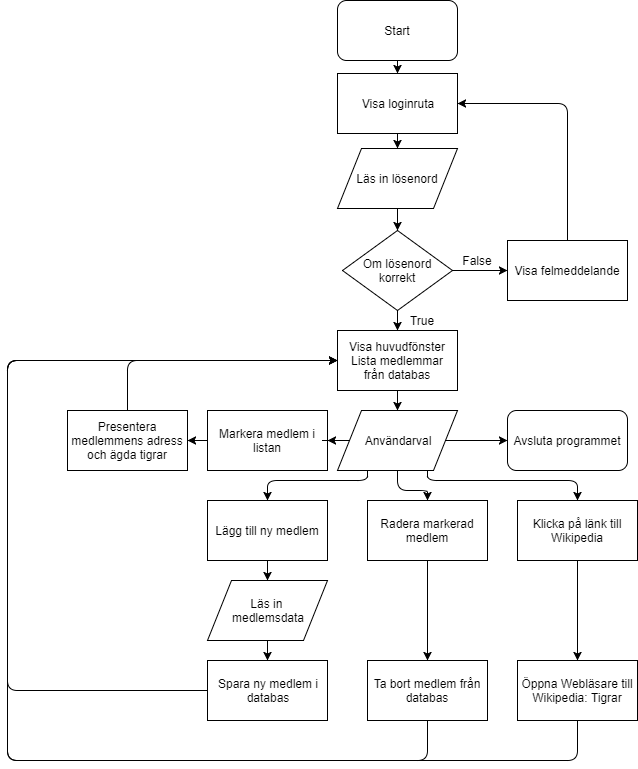 Start
Visa loginruta
Läs in lösenord
Om lösenord
korrekt
False
Visa felmeddelande
True
Visa huvudfönster
Lista medlemmar
från databas
Presentera
medlemmens adress
och ägda tigrar
Markera medlem i
listan
Användarval
Avsluta programmet
Lägg till ny medlem
Radera markerad
medlem
Klicka på länk till
Wikipedia
Läs in
medlemsdata
Spara ny medlem i
databas
Ta bort medlem från
databas
Öppna Webläsare till
Wikipedia: Tigrar